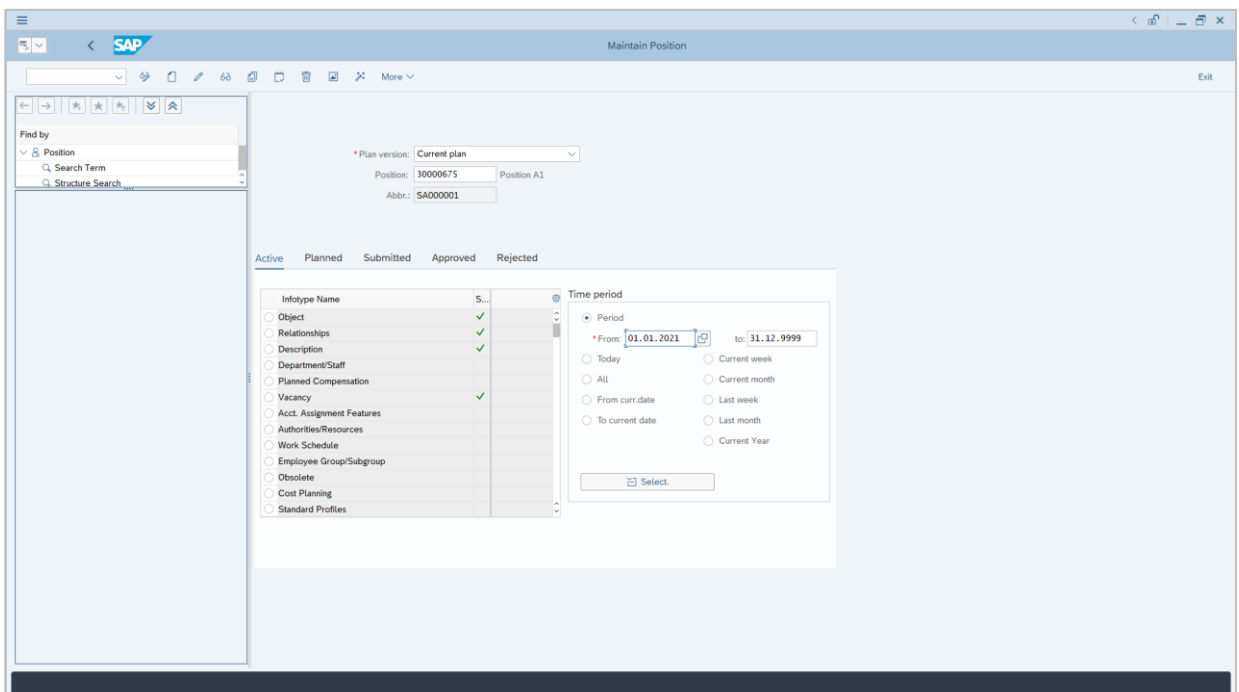 SAP
Maintain Position
More
Exit
Find by
Position
Search Term
Structure Search
* Plan version: Current plan
Position: 30000675 Position A1
Abbr.: SA000001
Active Planned Submitted Approved Rejected
Infotype Name S...
Object
Relationships
Description
Department/Staff
Planned Compensation
Vacancy
Acct. Assignment Features
Authorities/Resources
Work Schedule
Employee Group/Subgroup
Obsolete
Cost Planning
Standard Profiles
Time period
Period
* From: 01.01.2021 to: 31.12.9999
Today Current week
All Current month
From curr.date Last week
To current date Last month
Current Year
Select.